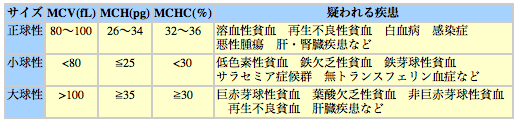 サイズ MCV(fL) MCH(pg) MCHC(%) 疑われる疾患
正球性 80〜100 26〜34 32〜36 溶血性貧血 再生不良性貧血 白血病 感染症
悪性腫瘍 肝・腎臓疾患など
小球性 <80 ≦25 <30 低色素性貧血 鉄欠乏性貧血 鉄芽球性貧血
サラセミア症候群 無トランスフェリン血症など
大球性 >100 ≧35 ≧30 巨赤芽球性貧血 葉酸欠乏性貧血 非巨赤芽球性貧血
再生不良貧血 肝臓疾患など